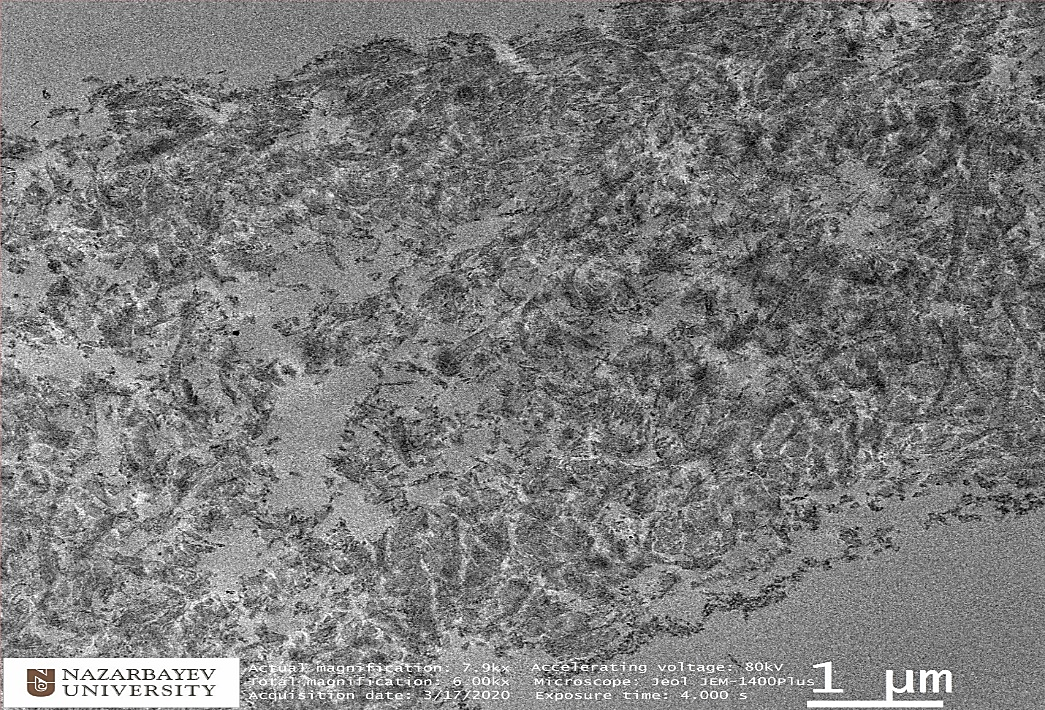 NAZARBAYEV
UNIVERSITY
Actual magnification: 7.9kx Accelerating voltage: 80kV
Total magnification: 6.00kx Microscope: Jeol JEM-1400Plus
Acquisition date: 3/17/2020 Exposure time: 4.000 s
1 µm